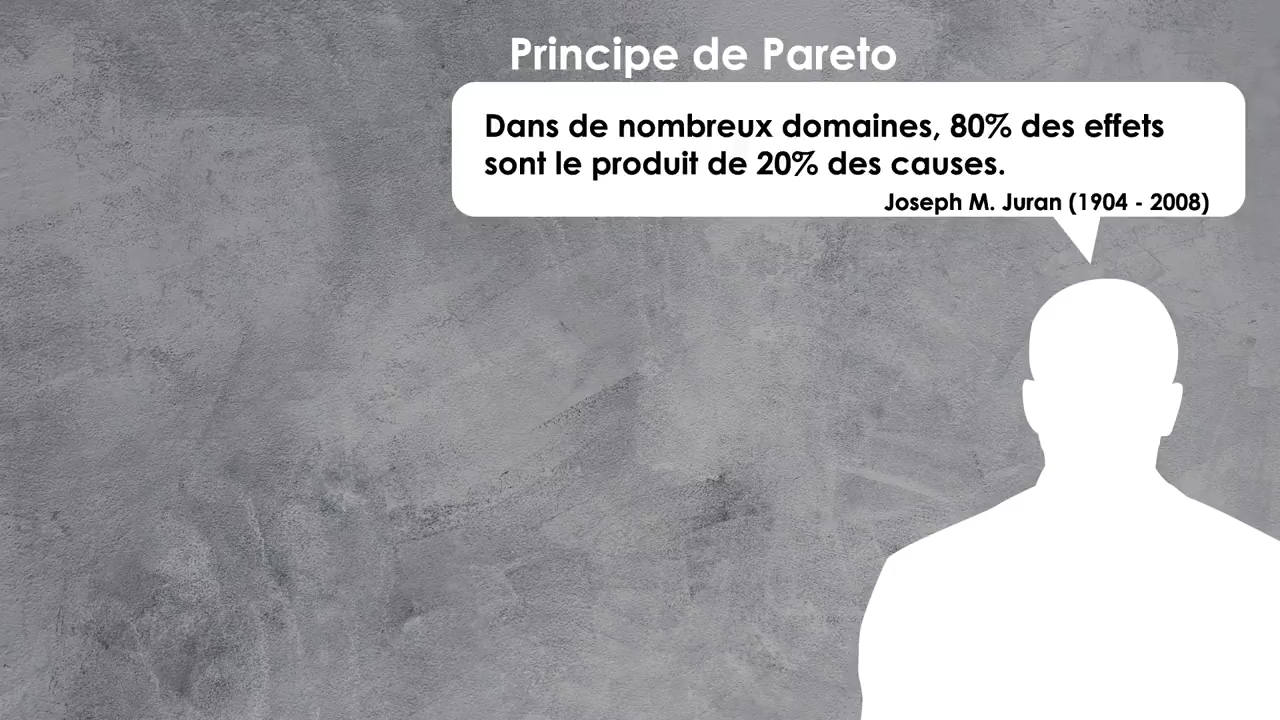 Principe de Pareto
Dans de nombreux domaines, 80% des effets
sont le produit de 20% des causes.
Joseph M. Juran (1904 - 2008)